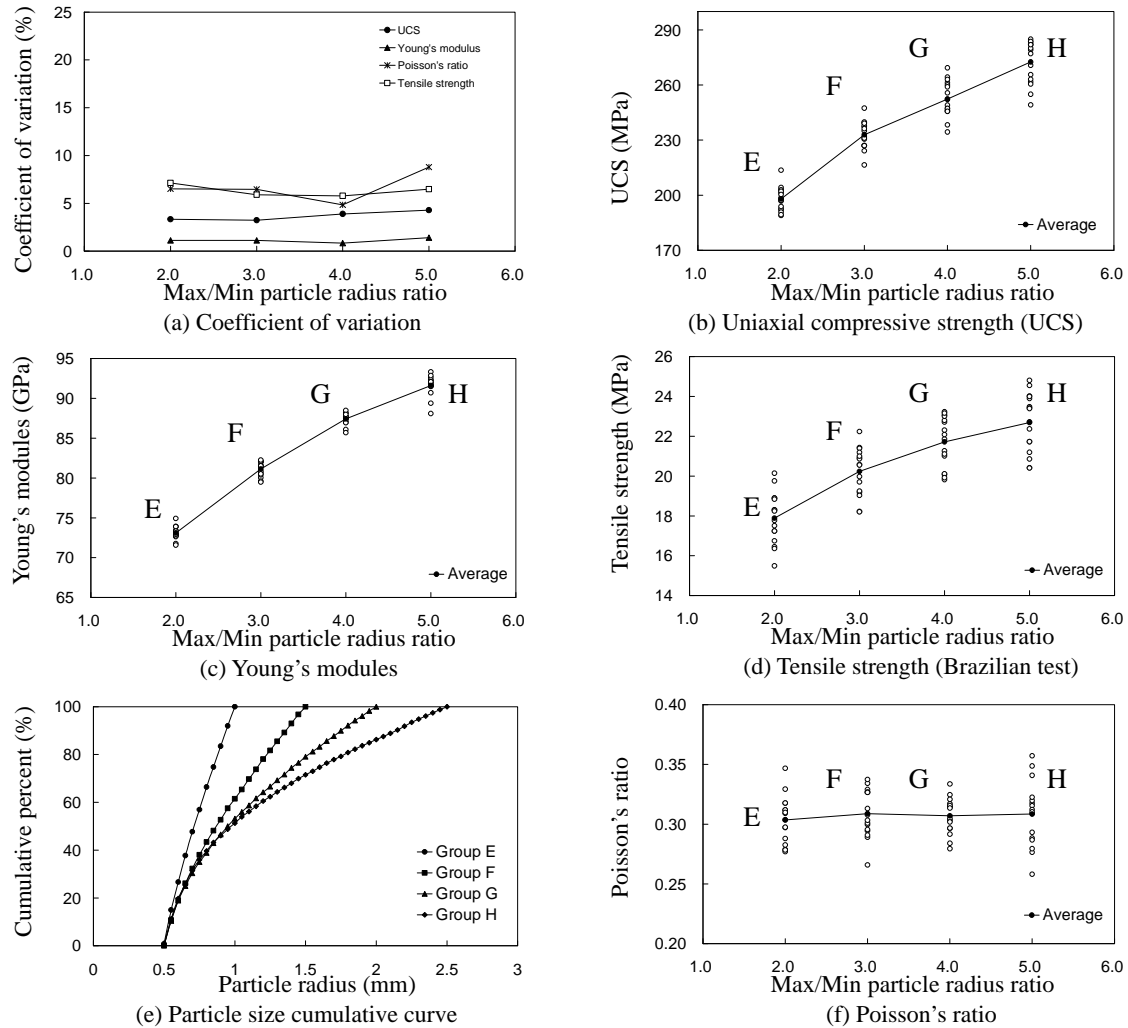 Coefficient of variation (%)
25
20
15
10
5
0
UCS
Young's modulus
Poisson's ratio
Tensile strength
1.0 2.0 3.0 4.0 5.0 6.0
Max/Min particle radius ratio
(a) Coefficient of variation
UCS (MPa)
290
260
230
200
170
E
F
G
H
Average
1.0 2.0 3.0 4.0 5.0 6.0
Max/Min particle radius ratio
(b) Uniaxial compressive strength (UCS)
Young's modules (GPa)
95
90
85
80
75
70
65
E
F
G
H
Average
1.0 2.0 3.0 4.0 5.0 6.0
Max/Min particle radius ratio
(c) Young's modules
Tensile strength (MPa)
26
24
22
20
18
16
14
E
F
G
H
Average
1.0 2.0 3.0 4.0 5.0 6.0
Max/Min particle radius ratio
(d) Tensile strength (Brazilian test)
Cumulative percent (%)
100
80
60
40
20
0
Group E
Group F
Group G
Group H
0 0.5 1 1.5 2 2.5 3
Particle radius (mm)
(e) Particle size cumulative curve
Poisson's ratio
0.40
0.35
0.30
0.25
0.20
E
F
G
H
Average
1.0 2.0 3.0 4.0 5.0 6.0
Max/Min particle radius ratio
(f) Poisson's ratio